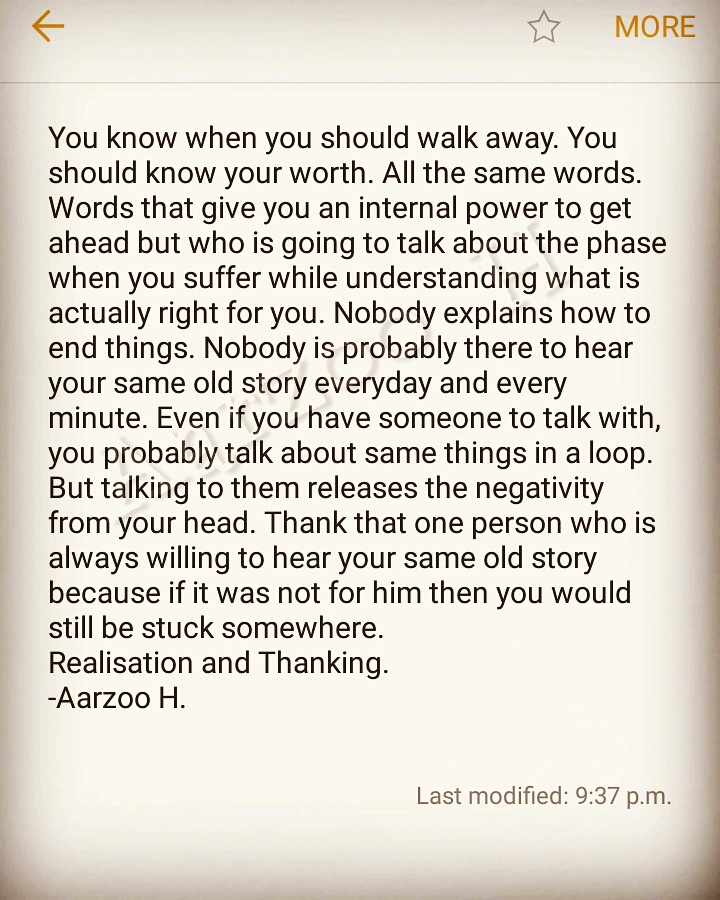 MORE
You know when you should walk away. You
should know your worth. All the same words.
Words that give you an internal power to get
ahead but who is going to talk about the phase
when you suffer while understanding what is
actually right for you. Nobody explains how to
end things. Nobody is probably there to hear
your same old story everyday and every
minute. Even if you have someone to talk with,
you probably talk about same things in a loop.
But talking to them releases the negativity
from your head. Thank that one person who is
always willing to hear your same old story
because if it was not for him then you would
still be stuck somewhere.
Realisation and Thanking.
-Aarzoo H.
Aarzoo H
Last modified: 9:37 p.m.